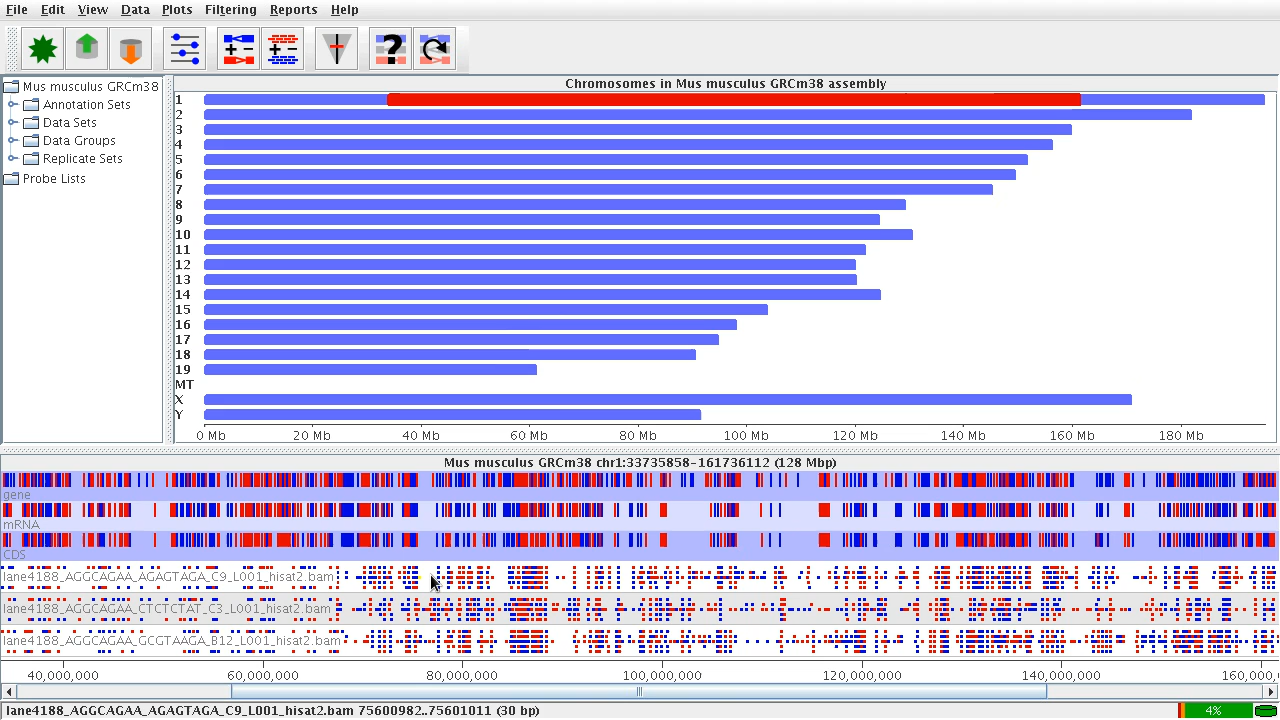 File Edit View Data Plots Filtering Reports Help
Mus musculus GRCm38
Annotation Sets
Data Sets
Data Groups
Replicate Sets
Probe Lists
Chromosomes in Mus musculus GRCm38 assembly
1
2
3
4
5
6
7
8
9
10
11
12
13
14
15
16
17
18
19
MT
X
Y
0 Mb 20 Mb 40 Mb 60 Mb 80 Mb 100 Mb 120 Mb 140 Mb 160 Mb 180 Mb
Mus musculus GRCm38 chr1:33735858-161736112 (128 Mbp)
gene
mRNA
CDS
lane4188_AGGCAGAA_AGAGTAGA_C9_L001_hisat2.bam
lane4188_AGGCAGAA_CTCTCTAT_C3_L001_hisat2.bam
lane4188_AGGCAGAA_GCGTAAGA_B12_L001_hisat2.bam
40,000,000 60,000,000 80,000,000 100,000,000 120,000,000 140,000,000 160,000,
lane4188_AGGCAGAA_AGAGTAGA_C9_L001_hisat2.bam 75600982..75601011 (30 bp) 4%